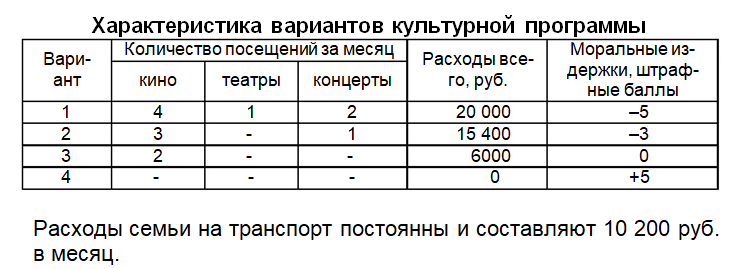 Характеристика вариантов культурной программы
Вари-
ант
Количество посещений за месяц
Расходы все-
го, руб.
Моральные из-
держки, штраф-
ные баллы
кино театры концерты
1 4 1 2 20 000 –5
2 3 - 1 15 400 –3
3 2 - - 6000 0
4 - - - 0 +5
Расходы семьи на транспорт постоянны и составляют 10 200 руб.
в месяц.